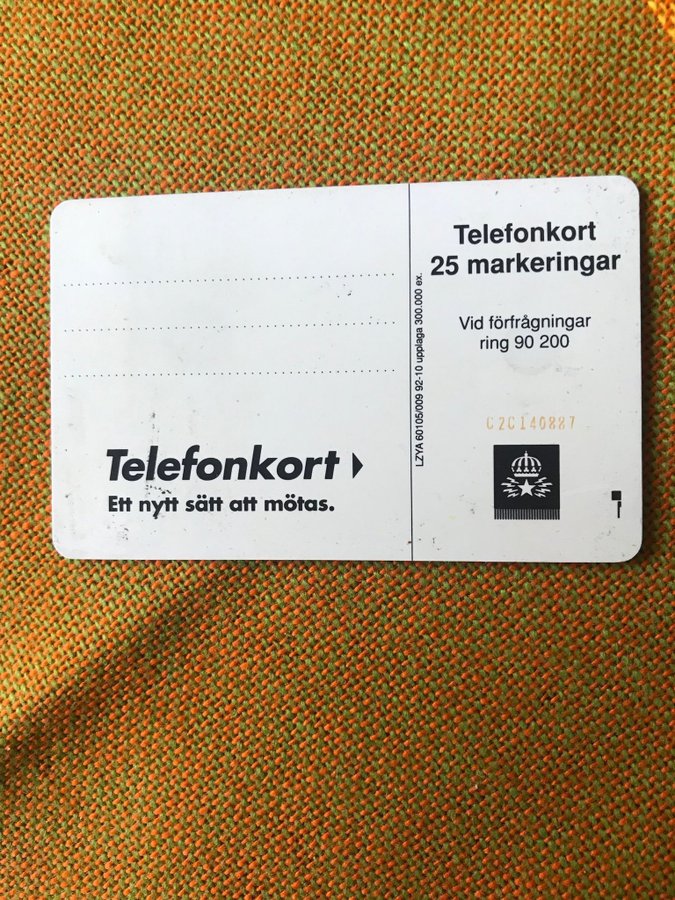 Telefonkort
Ett nytt sätt att mötas.
LZYA 60105/009 92-10 upplaga 300.000 ex.
Telefonkort
25 markeringar
Vid förfrågningar
ring 90 200
C2C140887